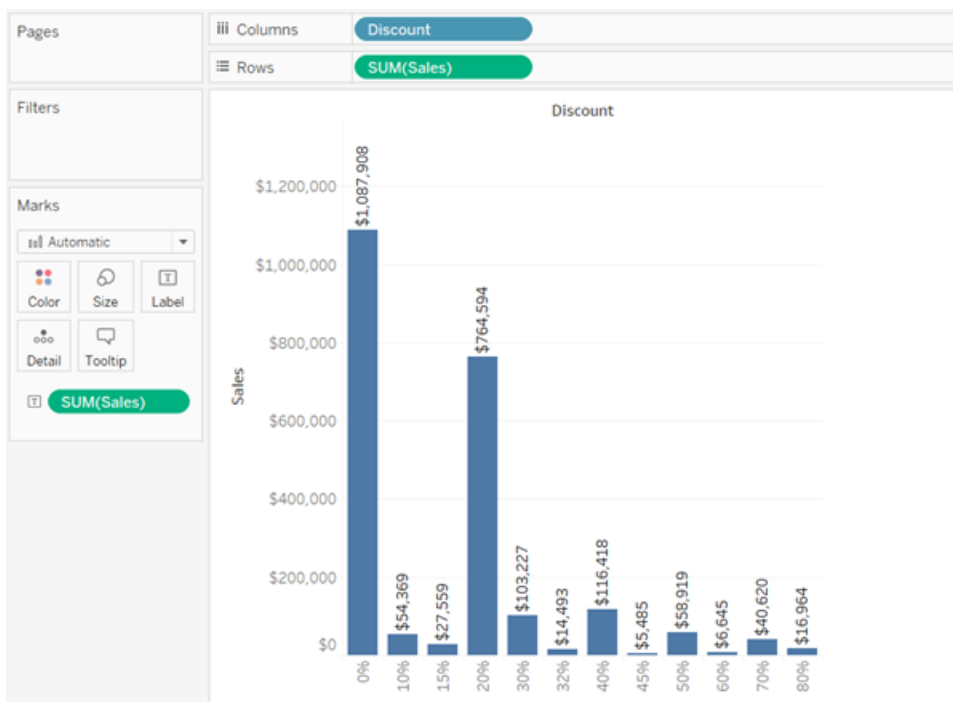 Pages
Columns
Discount
Rows
SUM(Sales)
Filters
Marks
Automatic
Color
Size
Label
Detail
Tooltip
SUM(Sales)
Discount
Sales
$1,200,000
$1,000,000
$800,000
$600,000
$400,000
$200,000
$0
$1,087,908
$54,369
$27,559
$764,594
$103,227
$14,493
$116,418
$5,485
$58,919
$6,645
$40,620
$16,964
0%
10%
15%
20%
30%
32%
40%
45%
50%
60%
70%
80%